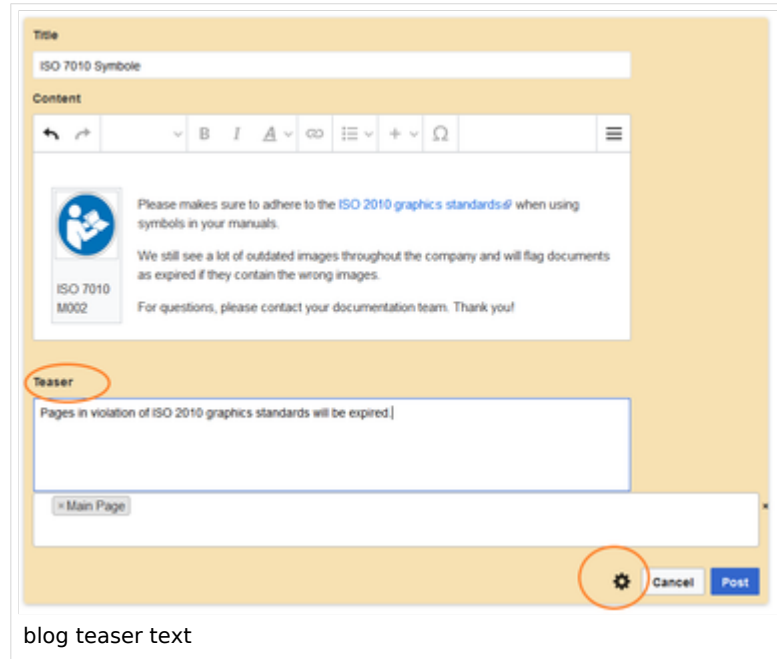 Title
ISO 7010 Symbole
Content
B I A Ω
Please makes sure to adhere to the ISO 2010 graphics standards when using
symbols in your manuals.
We still see a lot of outdated images throughout the company and will flag documents
as expired if they contain the wrong images.
ISO 7010
M002
For questions, please contact your documentation team. Thank you!
Teaser
Pages in violation of ISO 2010 graphics standards will be expired.
×Main Page
×
Cancel Post
blog teaser text